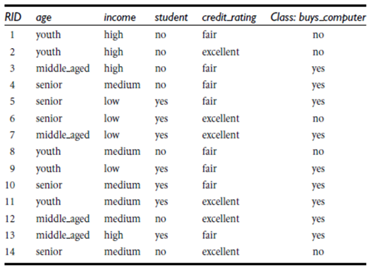 RID age income student credit_rating Class: buys_computer
1 youth high no fair no
2 youth high no excellent no
3 middle_aged high no fair yes
4 senior medium no fair yes
5 senior low yes fair yes
6 senior low yes excellent no
7 middle_aged low yes excellent yes
8 youth medium no fair no
9 youth low yes fair yes
10 senior medium yes fair yes
11 youth medium yes excellent yes
12 middle_aged medium no excellent yes
13 middle_aged high yes fair yes
14 senior medium no excellent no